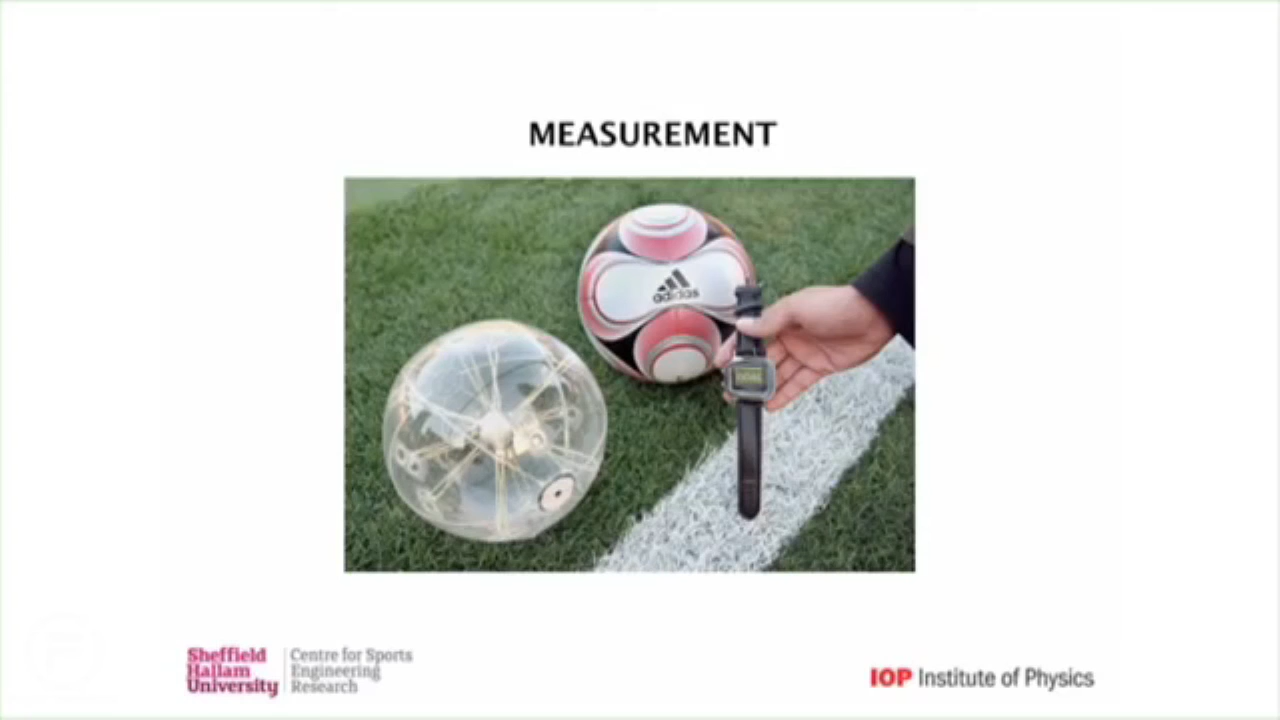 MEASUREMENT
adidas
Sheffield
Hallam
University
Centre for Sports
Engineering
Research
IOP Institute of Physics